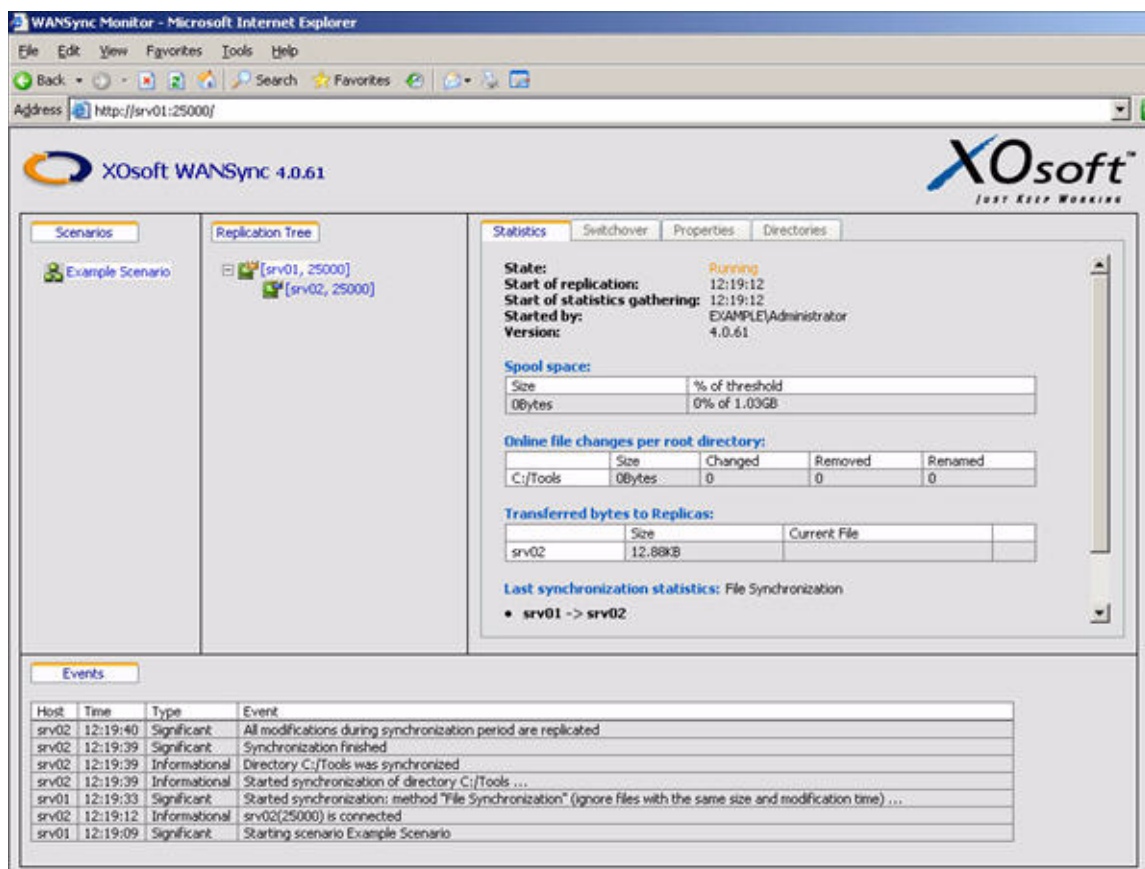 WANSync Monitor - Microsoft Internet Explorer
File Edit View Favorites Tools Help
Back Search Favorites
Address http://srv01:25000/
XOsoft WANSync 4.0.61
XOsoft™
JUST KEEP WORKING
Scenarios
Example Scenario
Replication Tree
[srv01, 25000]
[srv02, 25000]
Statistics Switchover Properties Directories
State: Running
Start of replication: 12:19:12
Start of statistics gathering: 12:19:12
Started by: EXAMPLE\Administrator
Version: 4.0.61
Spool space:
Size % of threshold
0Bytes 0% of 1.03GB
Online file changes per root directory:
Size Changed Removed Renamed
C:/Tools 0Bytes 0 0 0
Transferred bytes to Replicas:
Size Current File
srv02 12.88KB
Last synchronization statistics: File Synchronization
• srv01 -> srv02
Events
Host Time Type Event
srv02 12:19:40 Significant All modifications during synchronization period are replicated
srv02 12:19:39 Significant Synchronization finished
srv02 12:19:39 Informational Directory C:/Tools was synchronized
srv02 12:19:39 Informational Started synchronization of directory C:/Tools ...
srv01 12:19:33 Significant Started synchronization: method "File Synchronization" (ignore files with the same size and modification time) ...
srv02 12:19:12 Informational srv02(25000) is connected
srv01 12:19:09 Significant Starting scenario Example Scenario